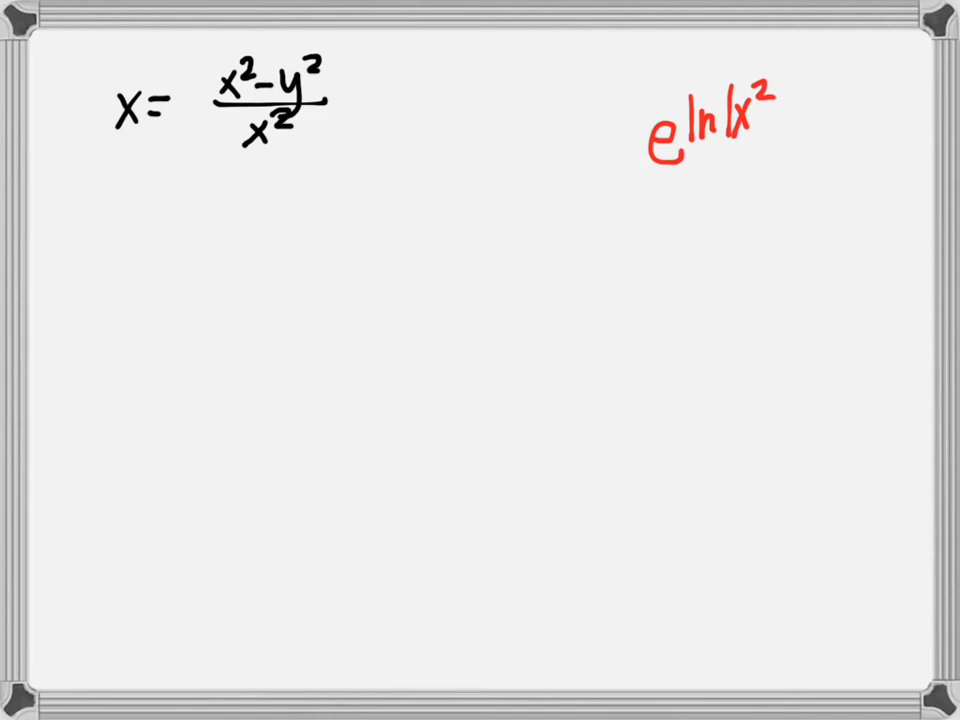 x= x²-y²/x²
e^ln|x²